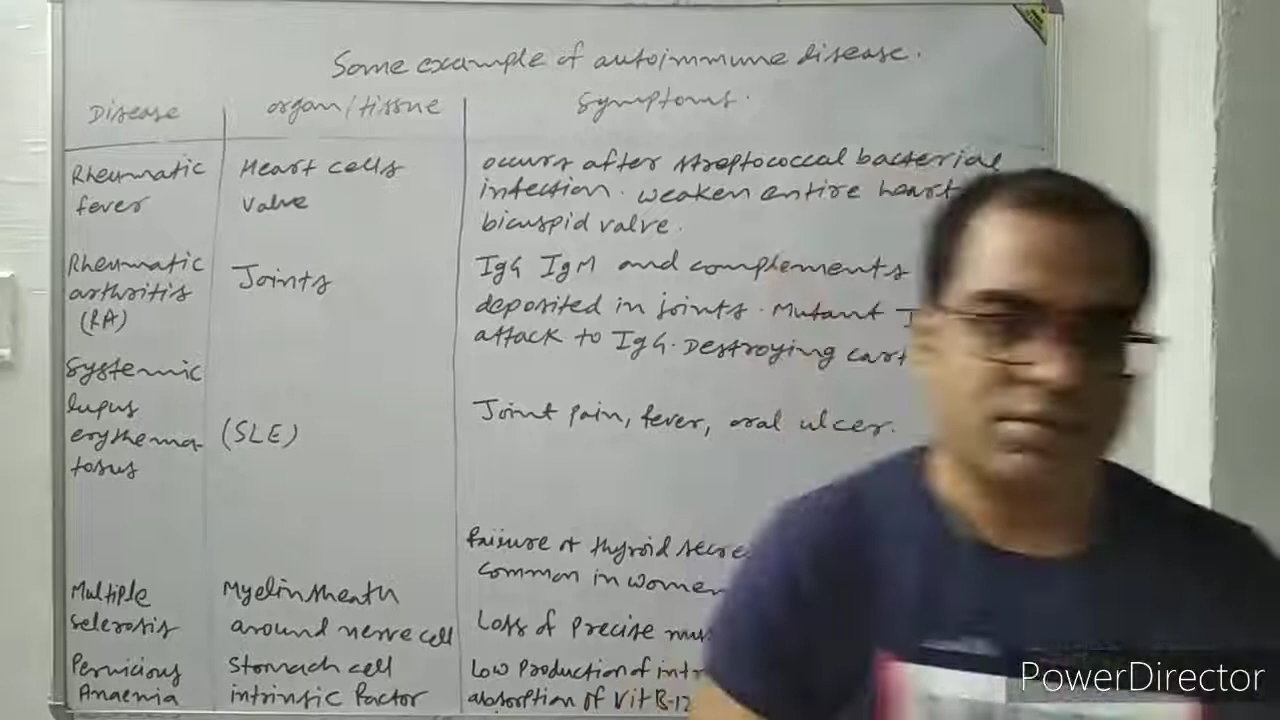 Some example of autoimmune disease.
Disease organ/tissue Symptoms.
Rheumatic fever
Heart cells
valve
occurs after streptococcal bacterial
infection. weaken entire heart
bicuspid valve.
Rheumatic
arthritis
(RA)
Joints
IgG IgM and complements
deposited in joints. Mutant
attack to IgG. Destroying
Systemic
lupus
erythema-
tosus
(SLE)
Joint pain, fever, oral ulcer.
Failure of thyroid
common in women
Multiple
sclerosis
Myelin sheath
around nerve cell
Loss of precise
Pernicious
Anaemia
Stomach cell
intrinsic factor
Low production of
absorption of Vit B-12
PowerDirector